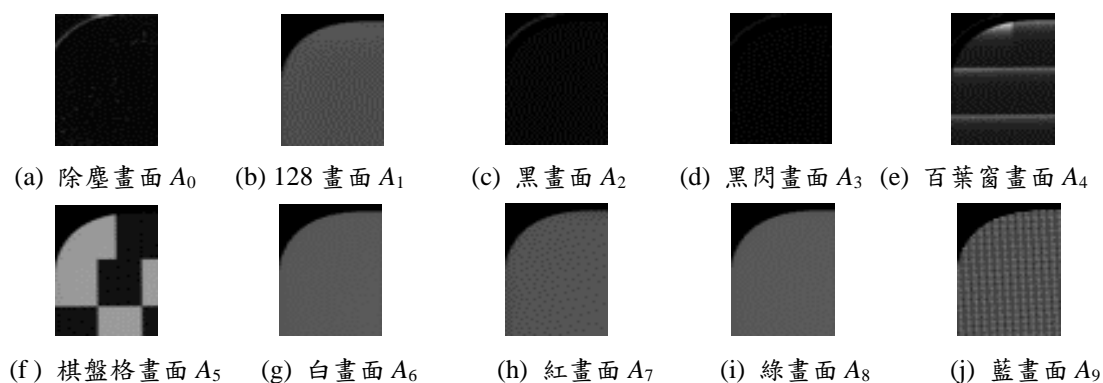 (a) 除塵畫面 A0 (b) 128 畫面 A1 (c) 黑畫面 A2 (d) 黑閃畫面 A3 (e) 百葉窗畫面 A4
(f ) 棋盤格畫面 A5 (g) 白畫面 A6 (h) 紅畫面 A7 (i) 綠畫面 A8 (j) 藍畫面 A9